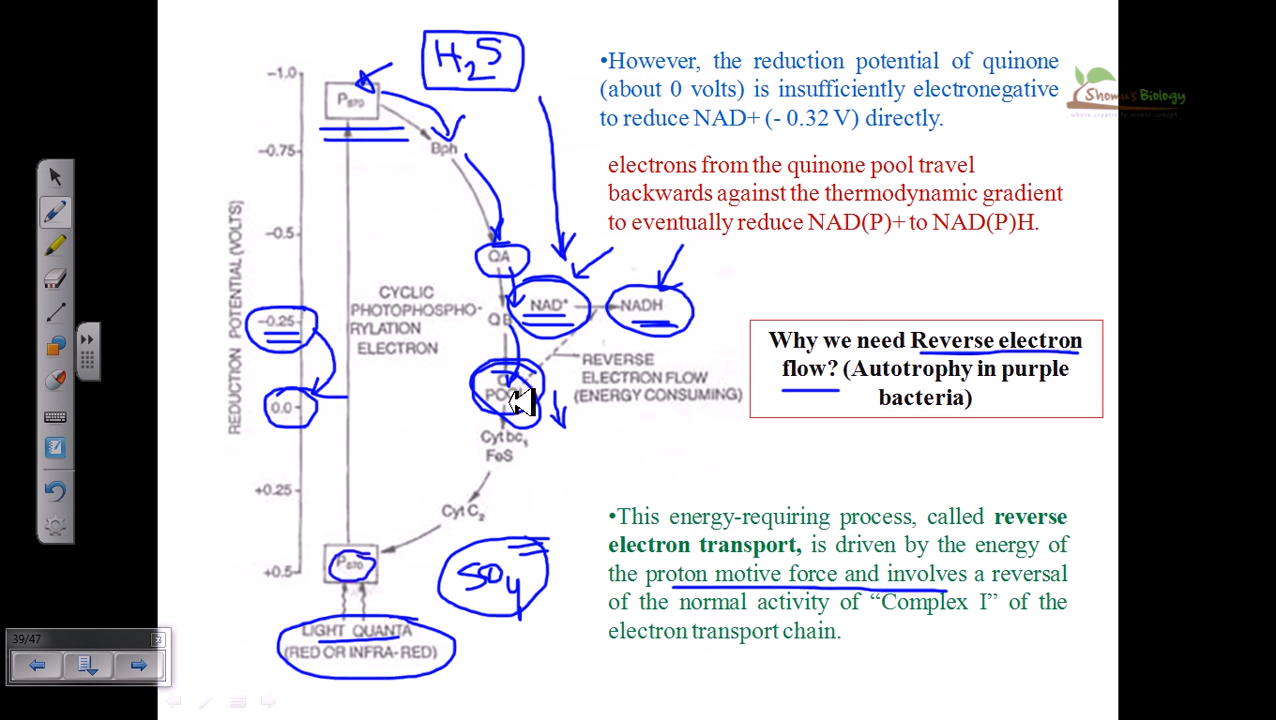 H2S
-1.0
P870
•However, the reduction potential of quinone
(about 0 volts) is insufficiently electronegative
to reduce NAD+ (- 0.32 V) directly.
Shomu's Biology
-0.75
Bph
electrons from the quinone pool travel
backwards against the thermodynamic gradient
to eventually reduce NAD(P)+ to NAD(P)H.
REDUCTION POTENTIAL (VOLTS)
-0.5
QA
CYCLIC
PHOTOPHOSPHO-
RYLATION
ELECTRON
NAD+
NADH
-0.25
QB
REVERSE
ELECTRON FLOW
(ENERGY CONSUMING)
Why we need Reverse electron
flow? (Autotrophy in purple
bacteria)
0.0
Q
POOL
Cyt bc1
FeS
+0.25
Cyt C2
+0.5
P870
SO4
•This energy-requiring process, called reverse
electron transport, is driven by the energy of
the proton motive force and involves a reversal
of the normal activity of “Complex I” of the
electron transport chain.
LIGHT QUANTA
(RED OR INFRA-RED)
39/47